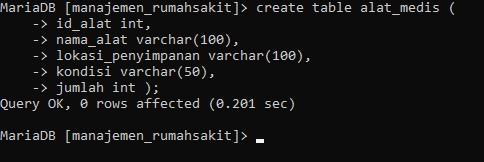 MariaDB [manajemen_rumahsakit]> create table alat_medis (
-> id_alat int,
-> nama_alat varchar(100),
-> lokasi_penyimpanan varchar(100),
-> kondisi varchar(50),
-> jumlah int );
Query OK, 0 rows affected (0.201 sec)
MariaDB [manajemen_rumahsakit]>